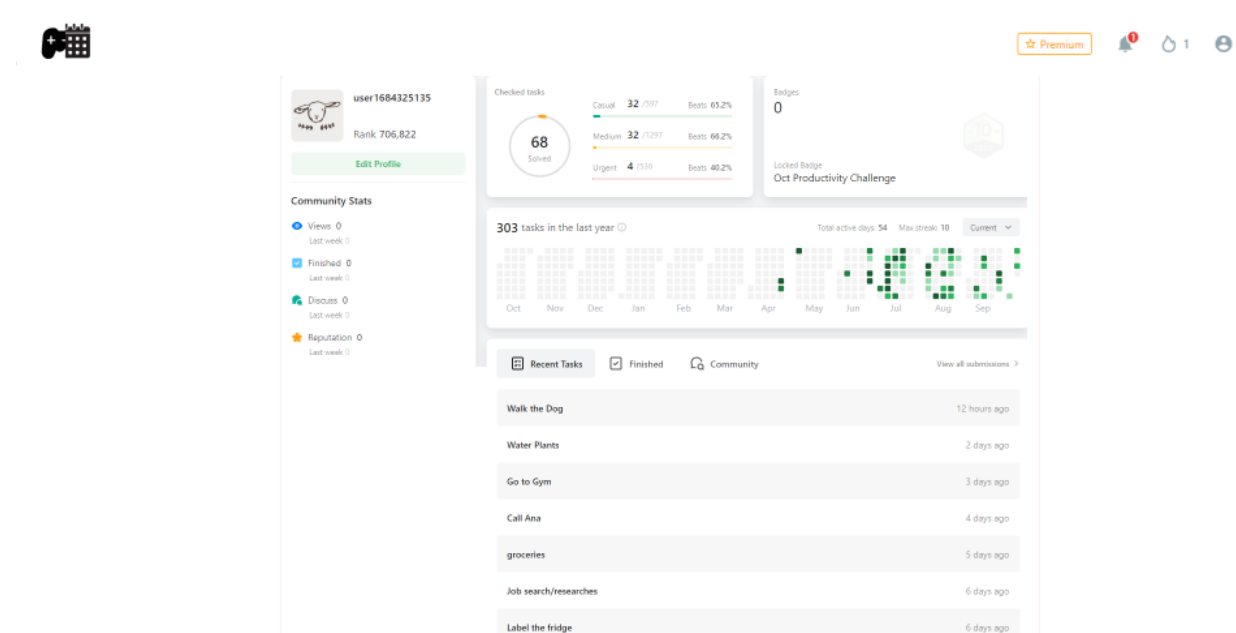 Premium
1
1
user1684325135
Rank 706,822
Edit Profile
Community Stats
Views 0
Last week 0
Finished 0
Last week 0
Discuss 0
Last week 0
Reputation 0
Last week 0
Checked tasks
68
Solved
Casual 32 /597 Beats 65.2%
Medium 32 /1297 Beats 66.2%
Urgent 4 /536 Beats 40.2%
Badges
0
Locked Badge
Oct Productivity Challenge
303 tasks in the last year
Total active days: 54 Max streak: 10 Current
Oct Nov Dec Jan Feb Mar Apr May Jun Jul Aug Sep
Recent Tasks Finished Community View all submissions >
Walk the Dog 12 hours ago
Water Plants 2 days ago
Go to Gym 3 days ago
Call Ana 4 days ago
groceries 5 days ago
Job search/researches 6 days ago
Label the fridge 6 days ago